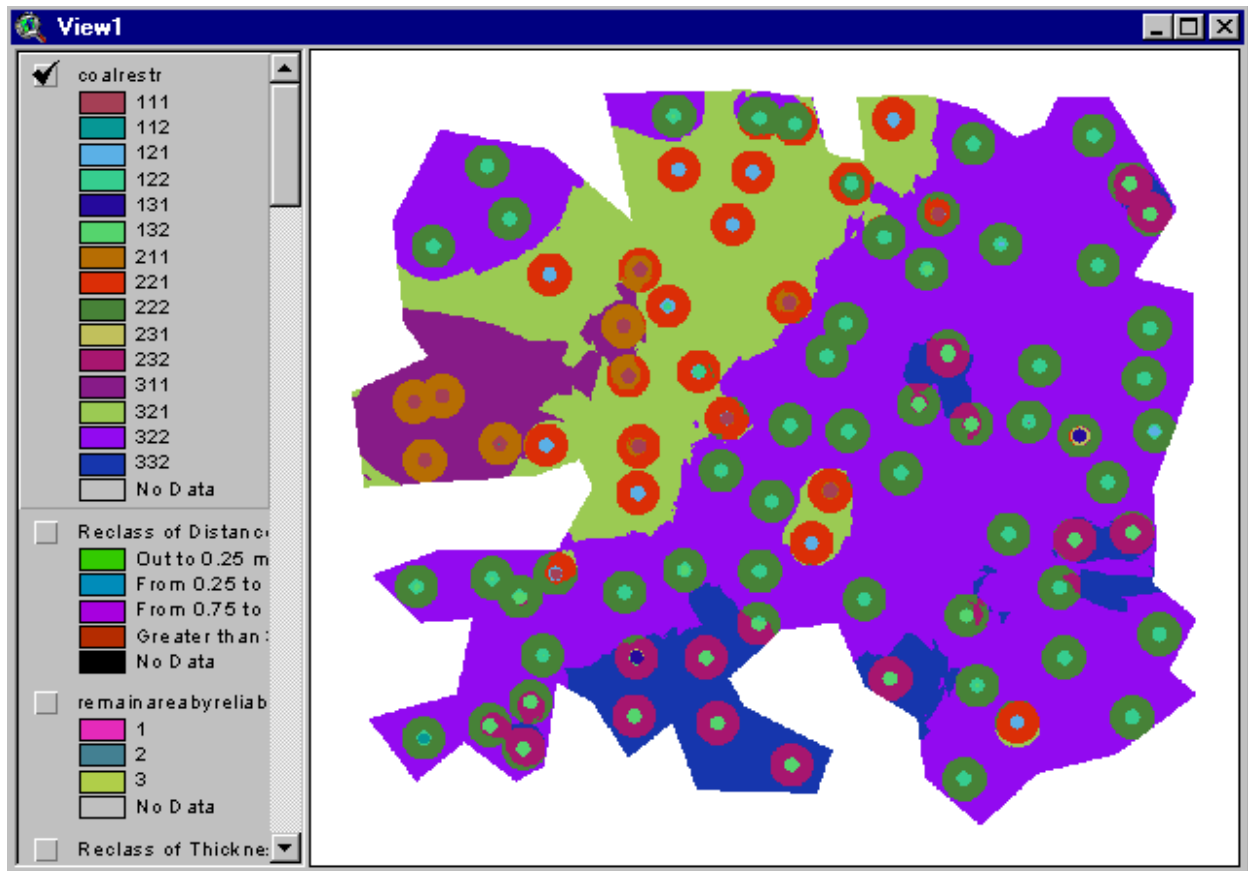 View1
coalrestr
111
112
121
122
131
132
211
221
222
231
232
311
321
322
332
No Data
Reclass of Distanc
Out to 0.25 m
From 0.25 to
From 0.75 to
Greater than
No Data
remainareabyreliab
1
2
3
No Data
Reclass of Thickne